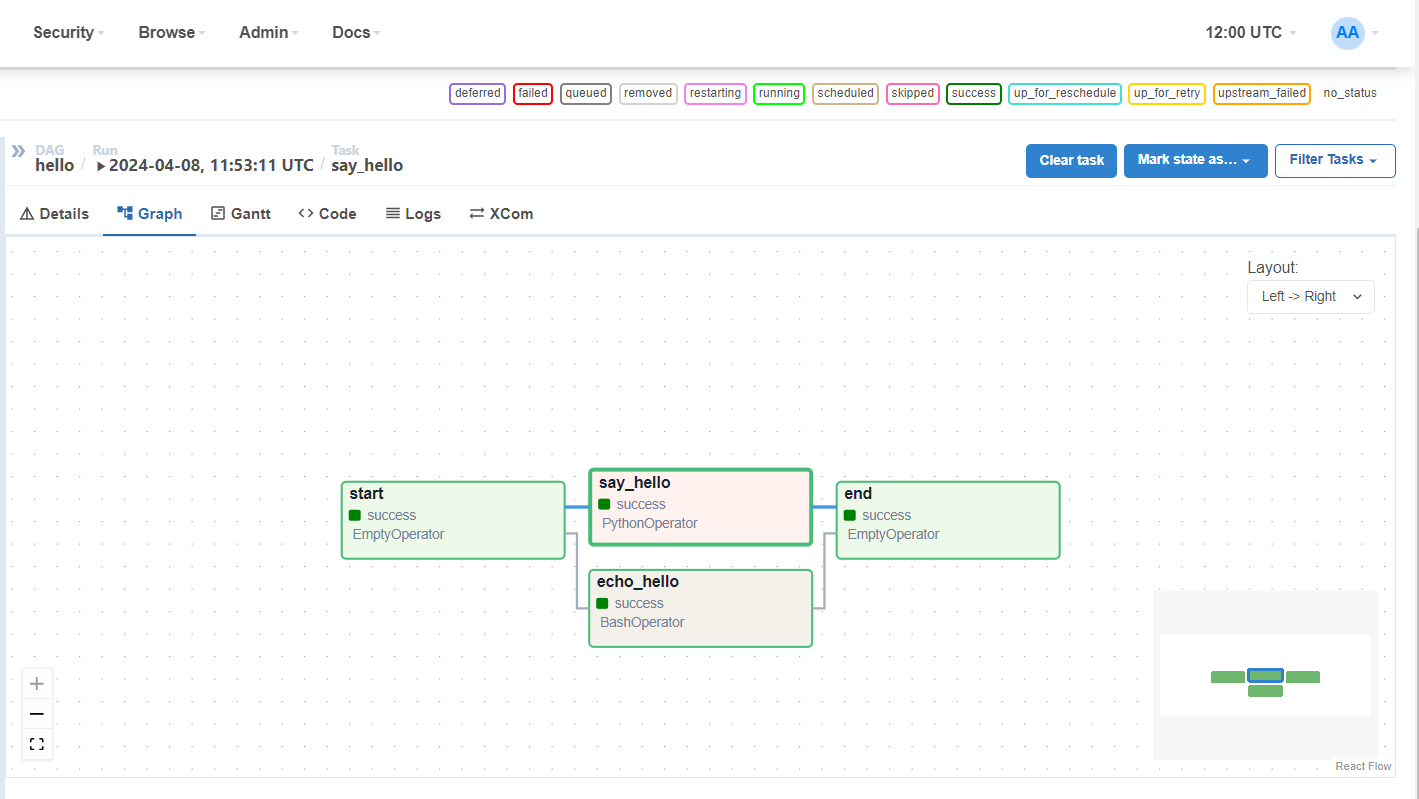 Security Browse Admin Docs 12:00 UTC AA
deferred failed queued removed restarting running scheduled skipped success up_for_reschedule up_for_retry upstream_failed no_status
DAG Run Task
hello / 2024-04-08, 11:53:11 UTC / say_hello
Clear task Mark state as... Filter Tasks
Details Graph Gantt Code Logs XCom
Layout:
Left -> Right
start
success
EmptyOperator
say_hello
success
PythonOperator
echo_hello
success
BashOperator
end
success
EmptyOperator
React Flow